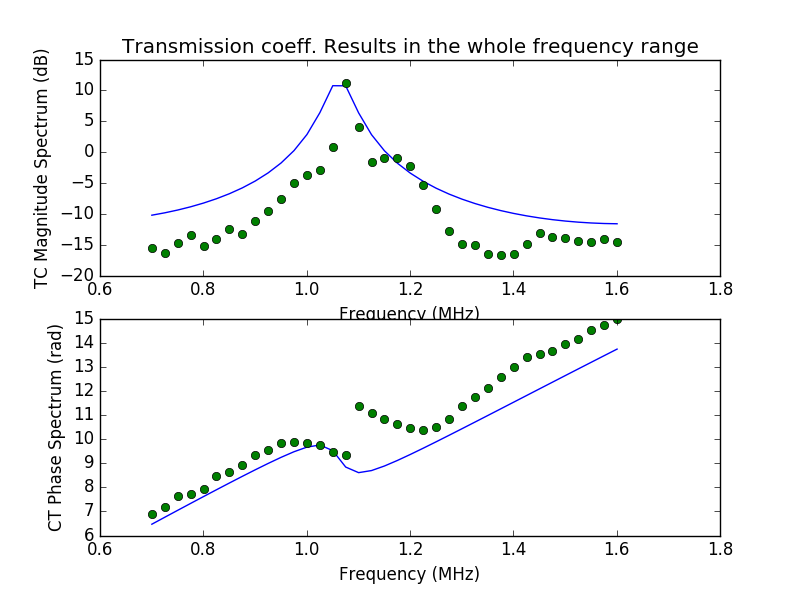 Transmission coeff. Results in the whole frequency range
TC Magnitude Spectrum (dB)
15
10
5
0
−5
−10
−15
−20
0.6 0.8 1.0 1.2 1.4 1.6 1.8
Frequency (MHz)
CT Phase Spectrum (rad)
15
14
13
12
11
10
9
8
7
6
0.6 0.8 1.0 1.2 1.4 1.6 1.8
Frequency (MHz)